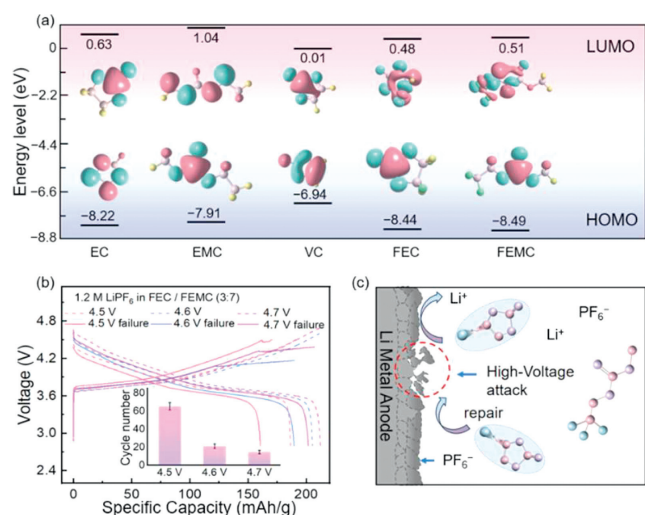 (a)
0.63 1.04 0.01 0.48 0.51 LUMO
0
-2.2
-4.4
-6.6
-8.8
Energy level (eV)
-8.22 -7.91 -6.94 -8.44 -8.49 HOMO
EC EMC VC FEC FEMC
(b)
1.2 M LiPF6 in FEC / FEMC (3:7)
4.5 V 4.6 V 4.7 V
4.5 V failure 4.6 V failure 4.7 V failure
4.8
4.2
3.6
3.0
2.4
Voltage (V)
Cycle number
80
60
40
20
0
4.5 V 4.6 V 4.7 V
0 50 100 150 200
Specific Capacity (mAh/g)
(c)
Li Metal Anode
Li+
Li+
PF6−
High-Voltage
attack
repair
PF6−